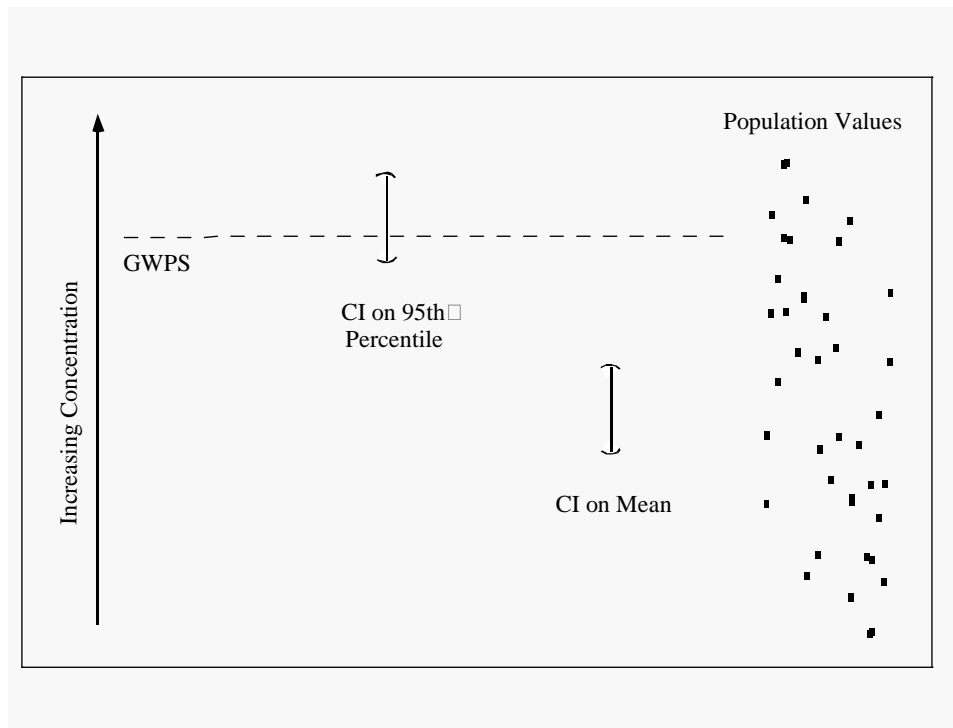 Population Values
GWPS
CI on 95th□
Percentile
CI on Mean
Increasing Concentration